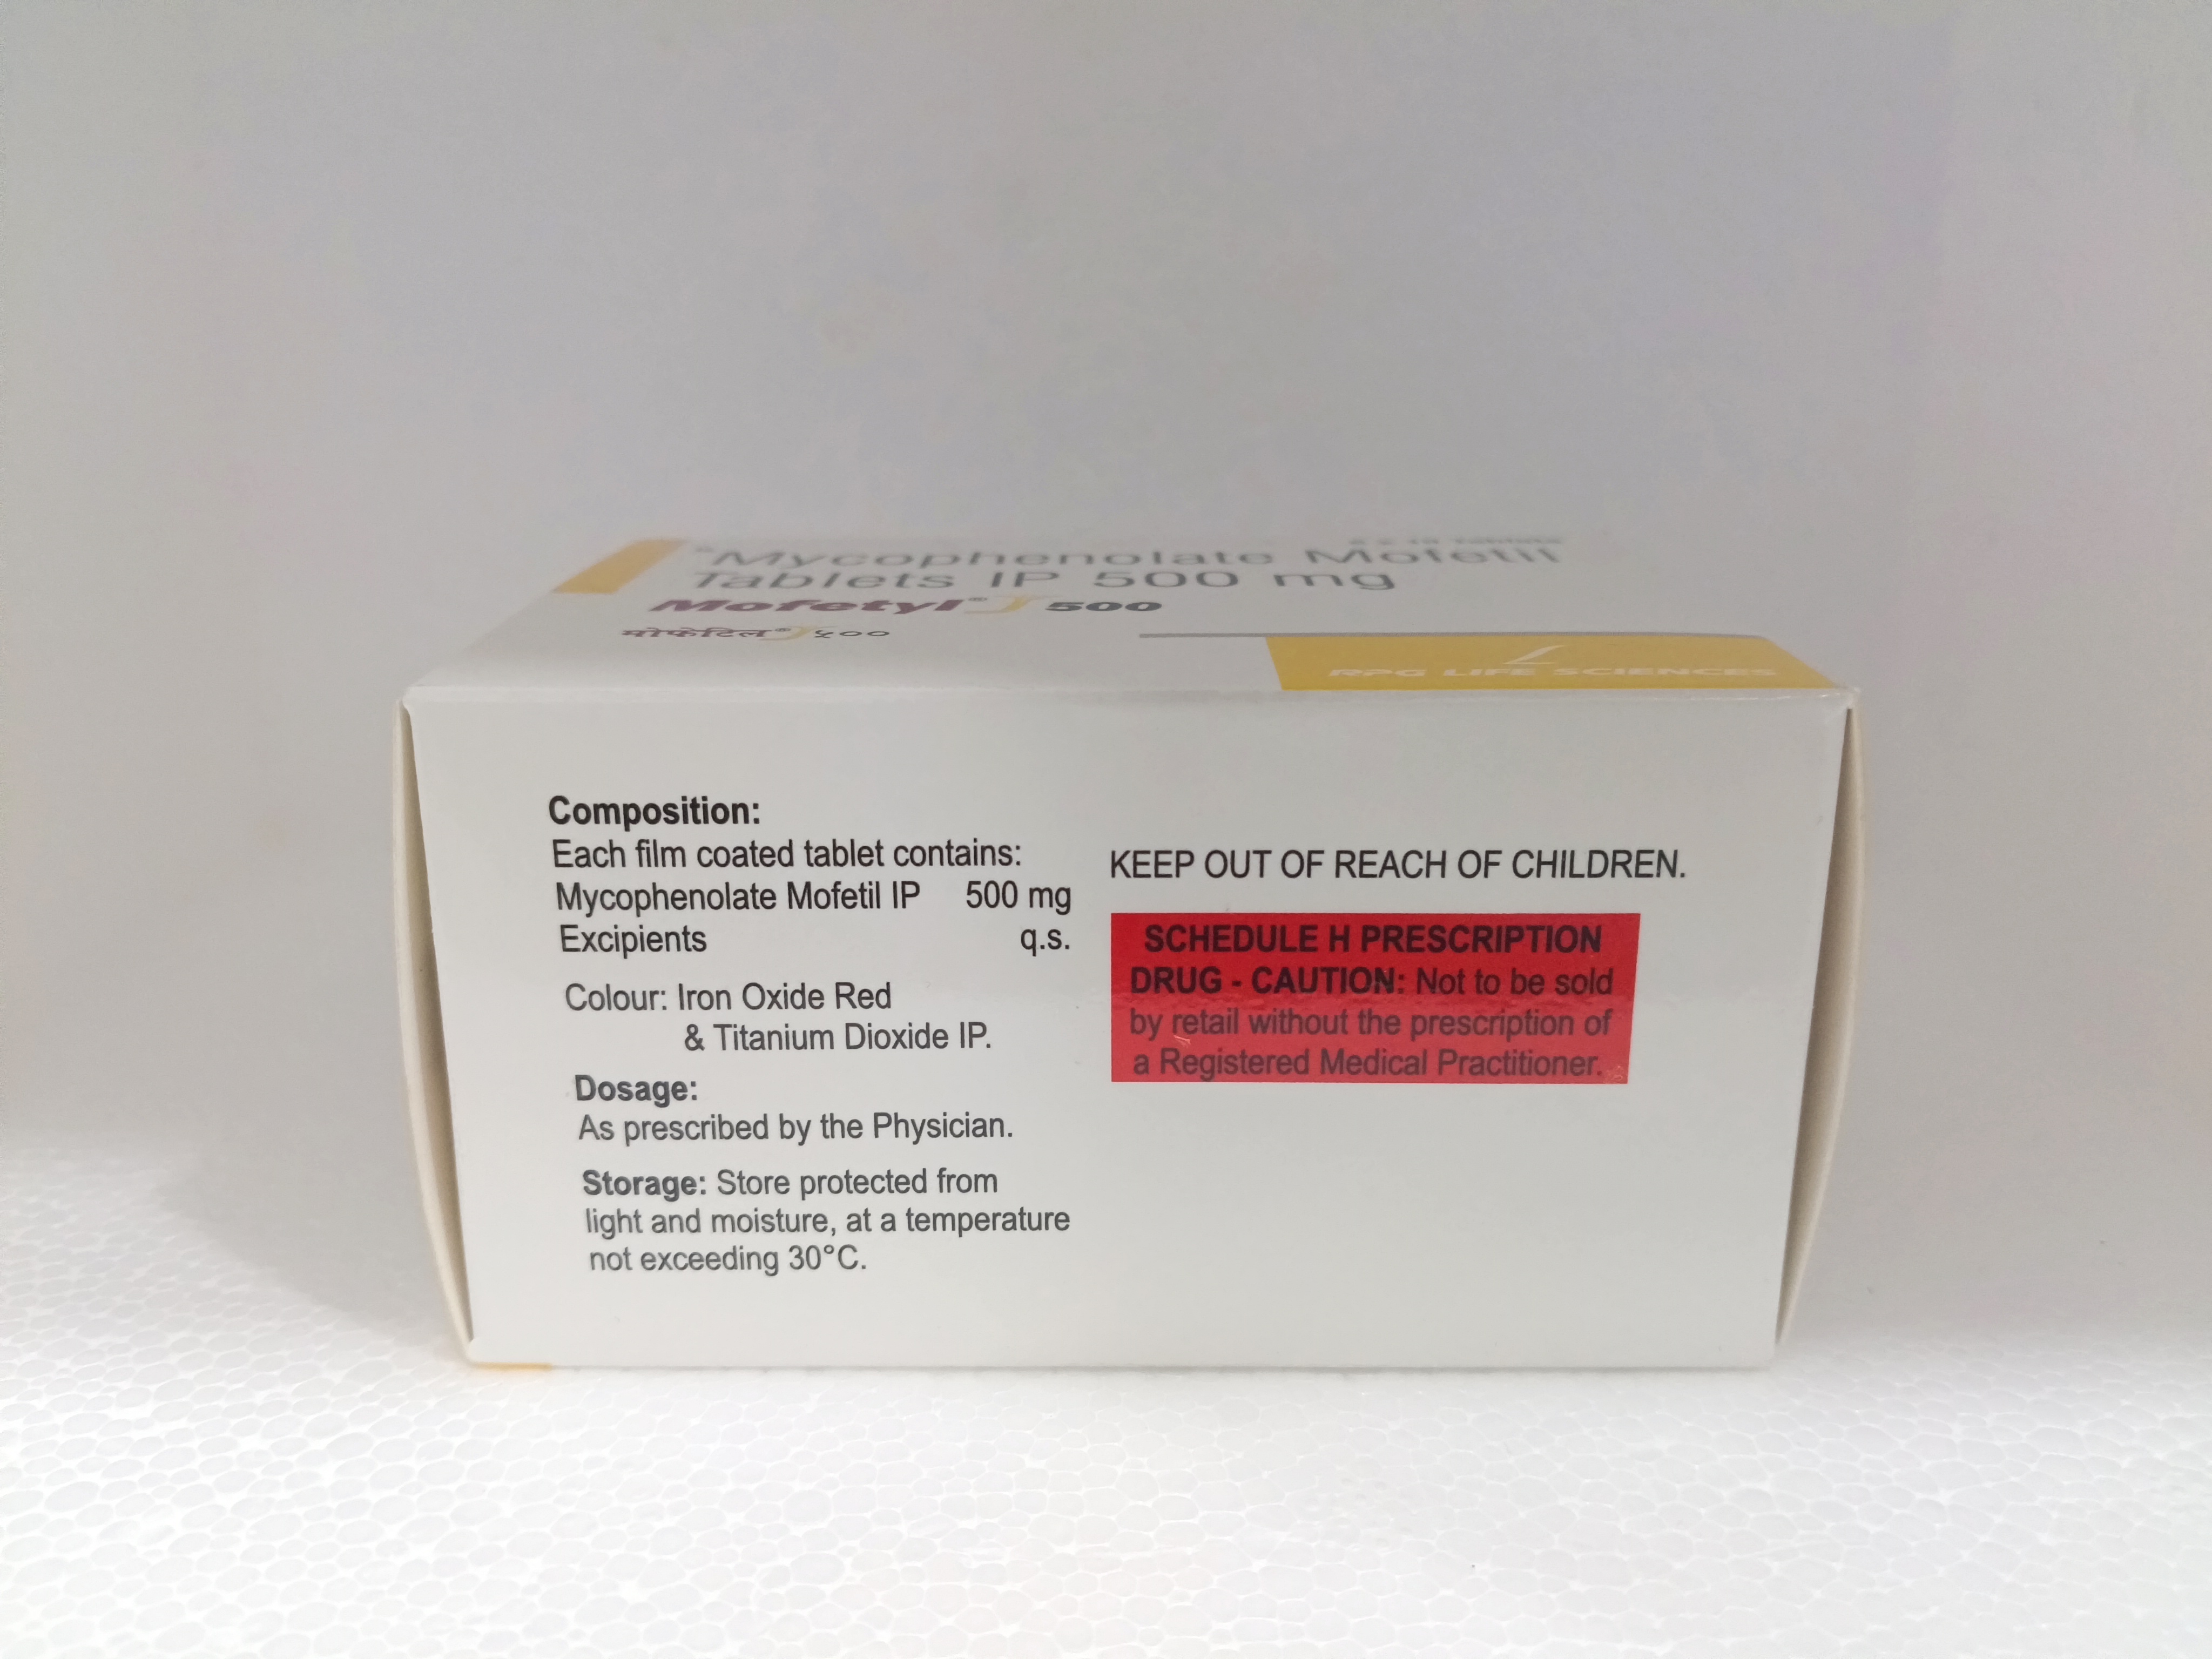 Mycophenolate Mofetil
Tablets IP 500 mg
Mofetyl® 500
मोफेटिल® ५००
RPG LIFE SCIENCES
Composition:
Each film coated tablet contains:
Mycophenolate Mofetil IP 500 mg
Excipients q.s.
Colour: Iron Oxide Red
& Titanium Dioxide IP.
Dosage:
As prescribed by the Physician.
Storage: Store protected from
light and moisture, at a temperature
not exceeding 30°C.
KEEP OUT OF REACH OF CHILDREN.
SCHEDULE H PRESCRIPTION
DRUG - CAUTION: Not to be sold
by retail without the prescription of
a Registered Medical Practitioner.